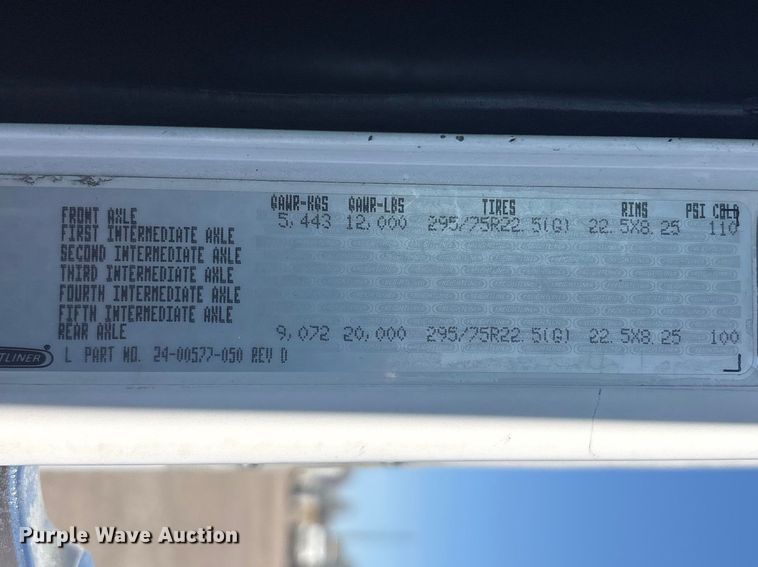 GAWR-KGS GAWR-LBS TIRES RIMS PSI COLD
FRONT AXLE 5,443 12,000 295/75R22.5(G) 22.5X8.25 110
FIRST INTERMEDIATE AXLE
SECOND INTERMEDIATE AXLE
THIRD INTERMEDIATE AXLE
FOURTH INTERMEDIATE AXLE
FIFTH INTERMEDIATE AXLE
REAR AXLE 9,072 20,000 295/75R22.5(G) 22.5X8.25 100
TLINER® L PART NO. 24-00577-050 REV D
Purple Wave Auction